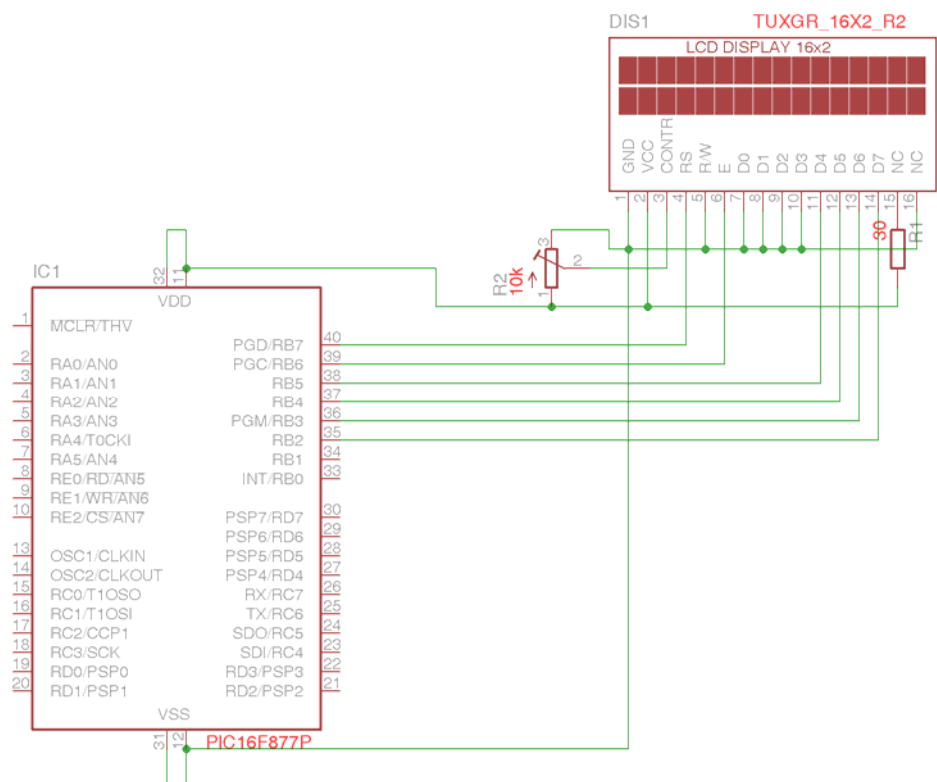 DIS1 TUXGR_16X2_R2
LCD DISPLAY 16x2
GND VCC CONTR RS R/W E D0 D1 D2 D3 D4 D5 D6 D7 NC NC
1 2 3 4 5 6 7 8 9 10 11 12 13 14 15 16
30 R1
3
2
1
R2 10k
IC1
32 11
VDD
1 MCLR/THV
PGD/RB7 40
2 RA0/AN0 PGC/RB6 39
3 RA1/AN1 RB5 38
4 RA2/AN2 RB4 37
5 RA3/AN3 PGM/RB3 36
6 RA4/T0CKI RB2 35
7 RA5/AN4 RB1 34
8 RE0/RD/AN5 INT/RB0 33
9 RE1/WR/AN6
10 RE2/CS/AN7 PSP7/RD7 30
PSP6/RD6 29
13 OSC1/CLKIN PSP5/RD5 28
14 OSC2/CLKOUT PSP4/RD4 27
15 RC0/T1OSO RX/RC7 26
16 RC1/T1OSI TX/RC6 25
17 RC2/CCP1 SDO/RC5 24
18 RC3/SCK SDI/RC4 23
19 RD0/PSP0 RD3/PSP3 22
20 RD1/PSP1 RD2/PSP2 21
VSS
31 12
PIC16F877P